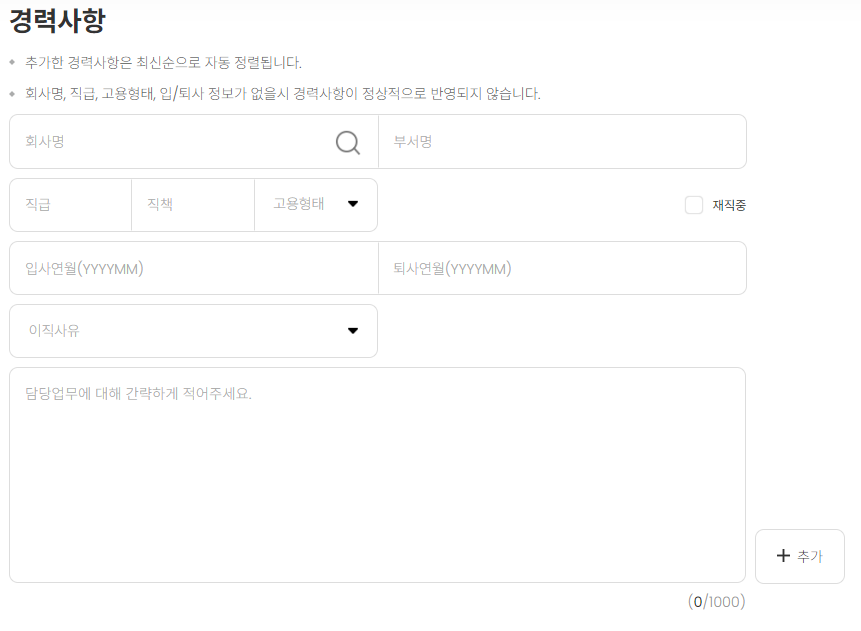 경력사항
추가한 경력사항은 최신순으로 자동 정렬됩니다.
회사명, 직급, 고용형태, 입/퇴사 정보가 없을시 경력사항이 정상적으로 반영되지 않습니다.
회사명 부서명
직급 직책 고용형태 재직중
입사연월(YYYYMM) 퇴사연월(YYYYMM)
이직사유
담당업무에 대해 간략하게 적어주세요.
+ 추가
(0/1000)